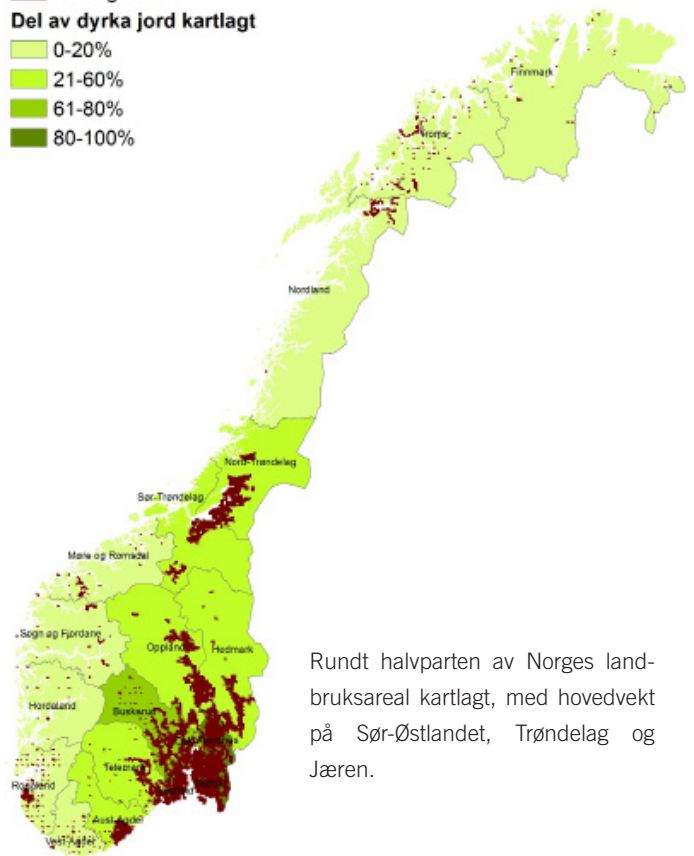 Del av dyrka jord kartlagt
0-20%
21-60%
61-80%
80-100%
Finnmark
Troms
Nordland
Nord-Trøndelag
Sør-Trøndelag
Møre og Romsdal
Sogn og Fjordane
Oppland
Hedmark
Hordaland
Buskerud
Telemark
Rogaland
Aust-Agder
Vest-Agder
Rundt halvparten av Norges land-
bruksareal kartlagt, med hovedvekt
på Sør-Østlandet, Trøndelag og
Jæren.